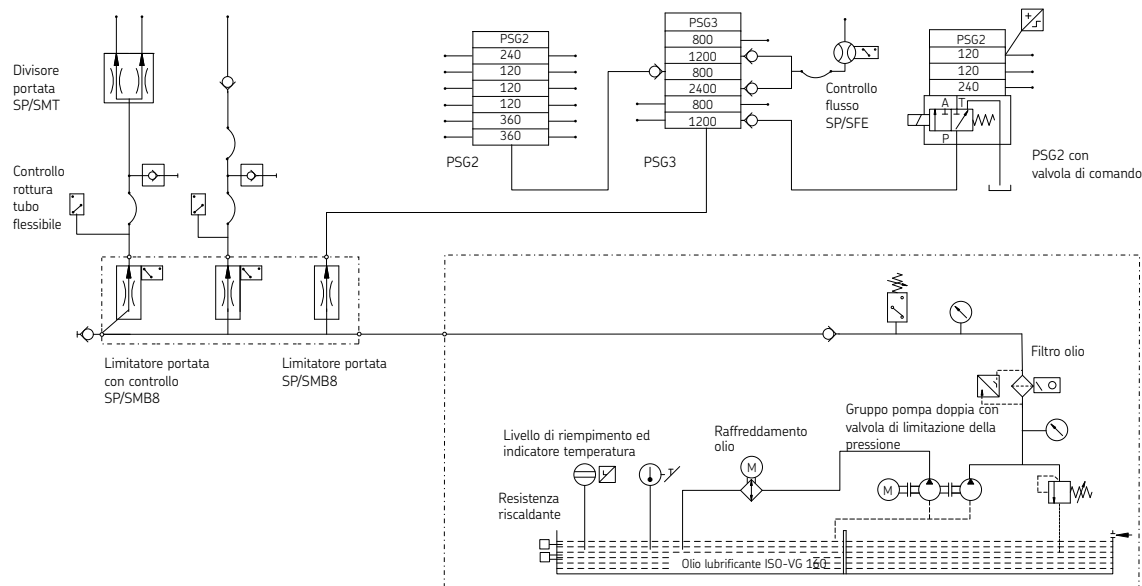 Divisore
portata
SP/SMT
Controllo
rottura
tubo
flessibile
PSG2
240
120
120
120
360
360
PSG2
PSG3
800
1200
800
2400
800
1200
PSG3
Controllo
flusso
SP/SFE
PSG2
120
120
240
A T
P
PSG2 con
valvola di comando
Limitatore portata
con controllo
SP/SMB8
Limitatore portata
SP/SMB8
Filtro olio
Gruppo pompa doppia con
valvola di limitazione della
pressione
Raffreddamento
olio
M
Livello di riempimento ed
indicatore temperatura
M
Resistenza
riscaldante
Olio lubrificante ISO-VG 160